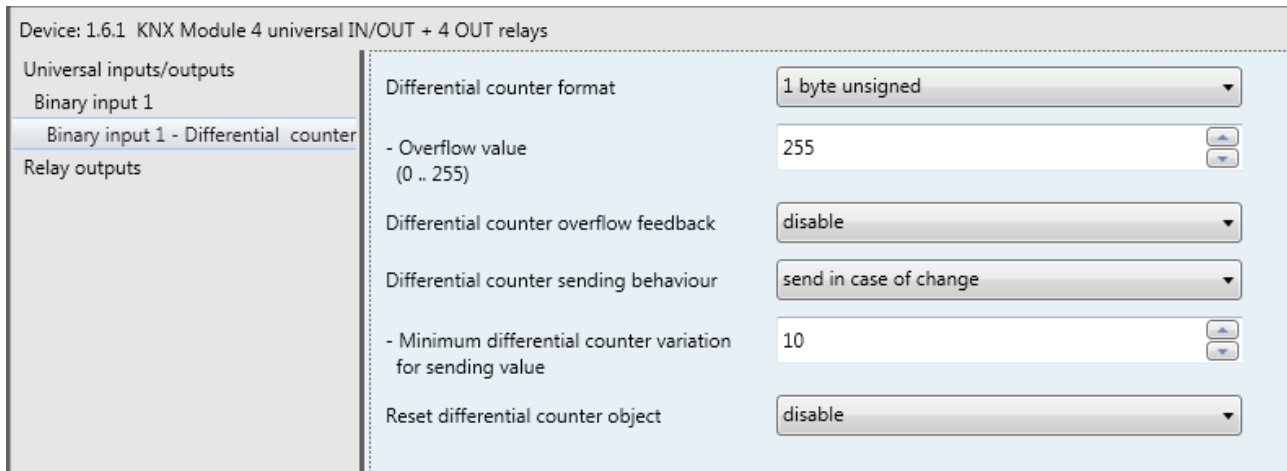 Device: 1.6.1  KNX Module 4 universal IN/OUT + 4 OUT relays
Universal inputs/outputs
Binary input 1
Binary input 1 - Differential  counter
Relay outputs
Differential counter format
1 byte unsigned
- Overflow value
(0 .. 255)
255
Differential counter overflow feedback
disable
Differential counter sending behaviour
send in case of change
- Minimum differential counter variation
for sending value
10
Reset differential counter object
disable